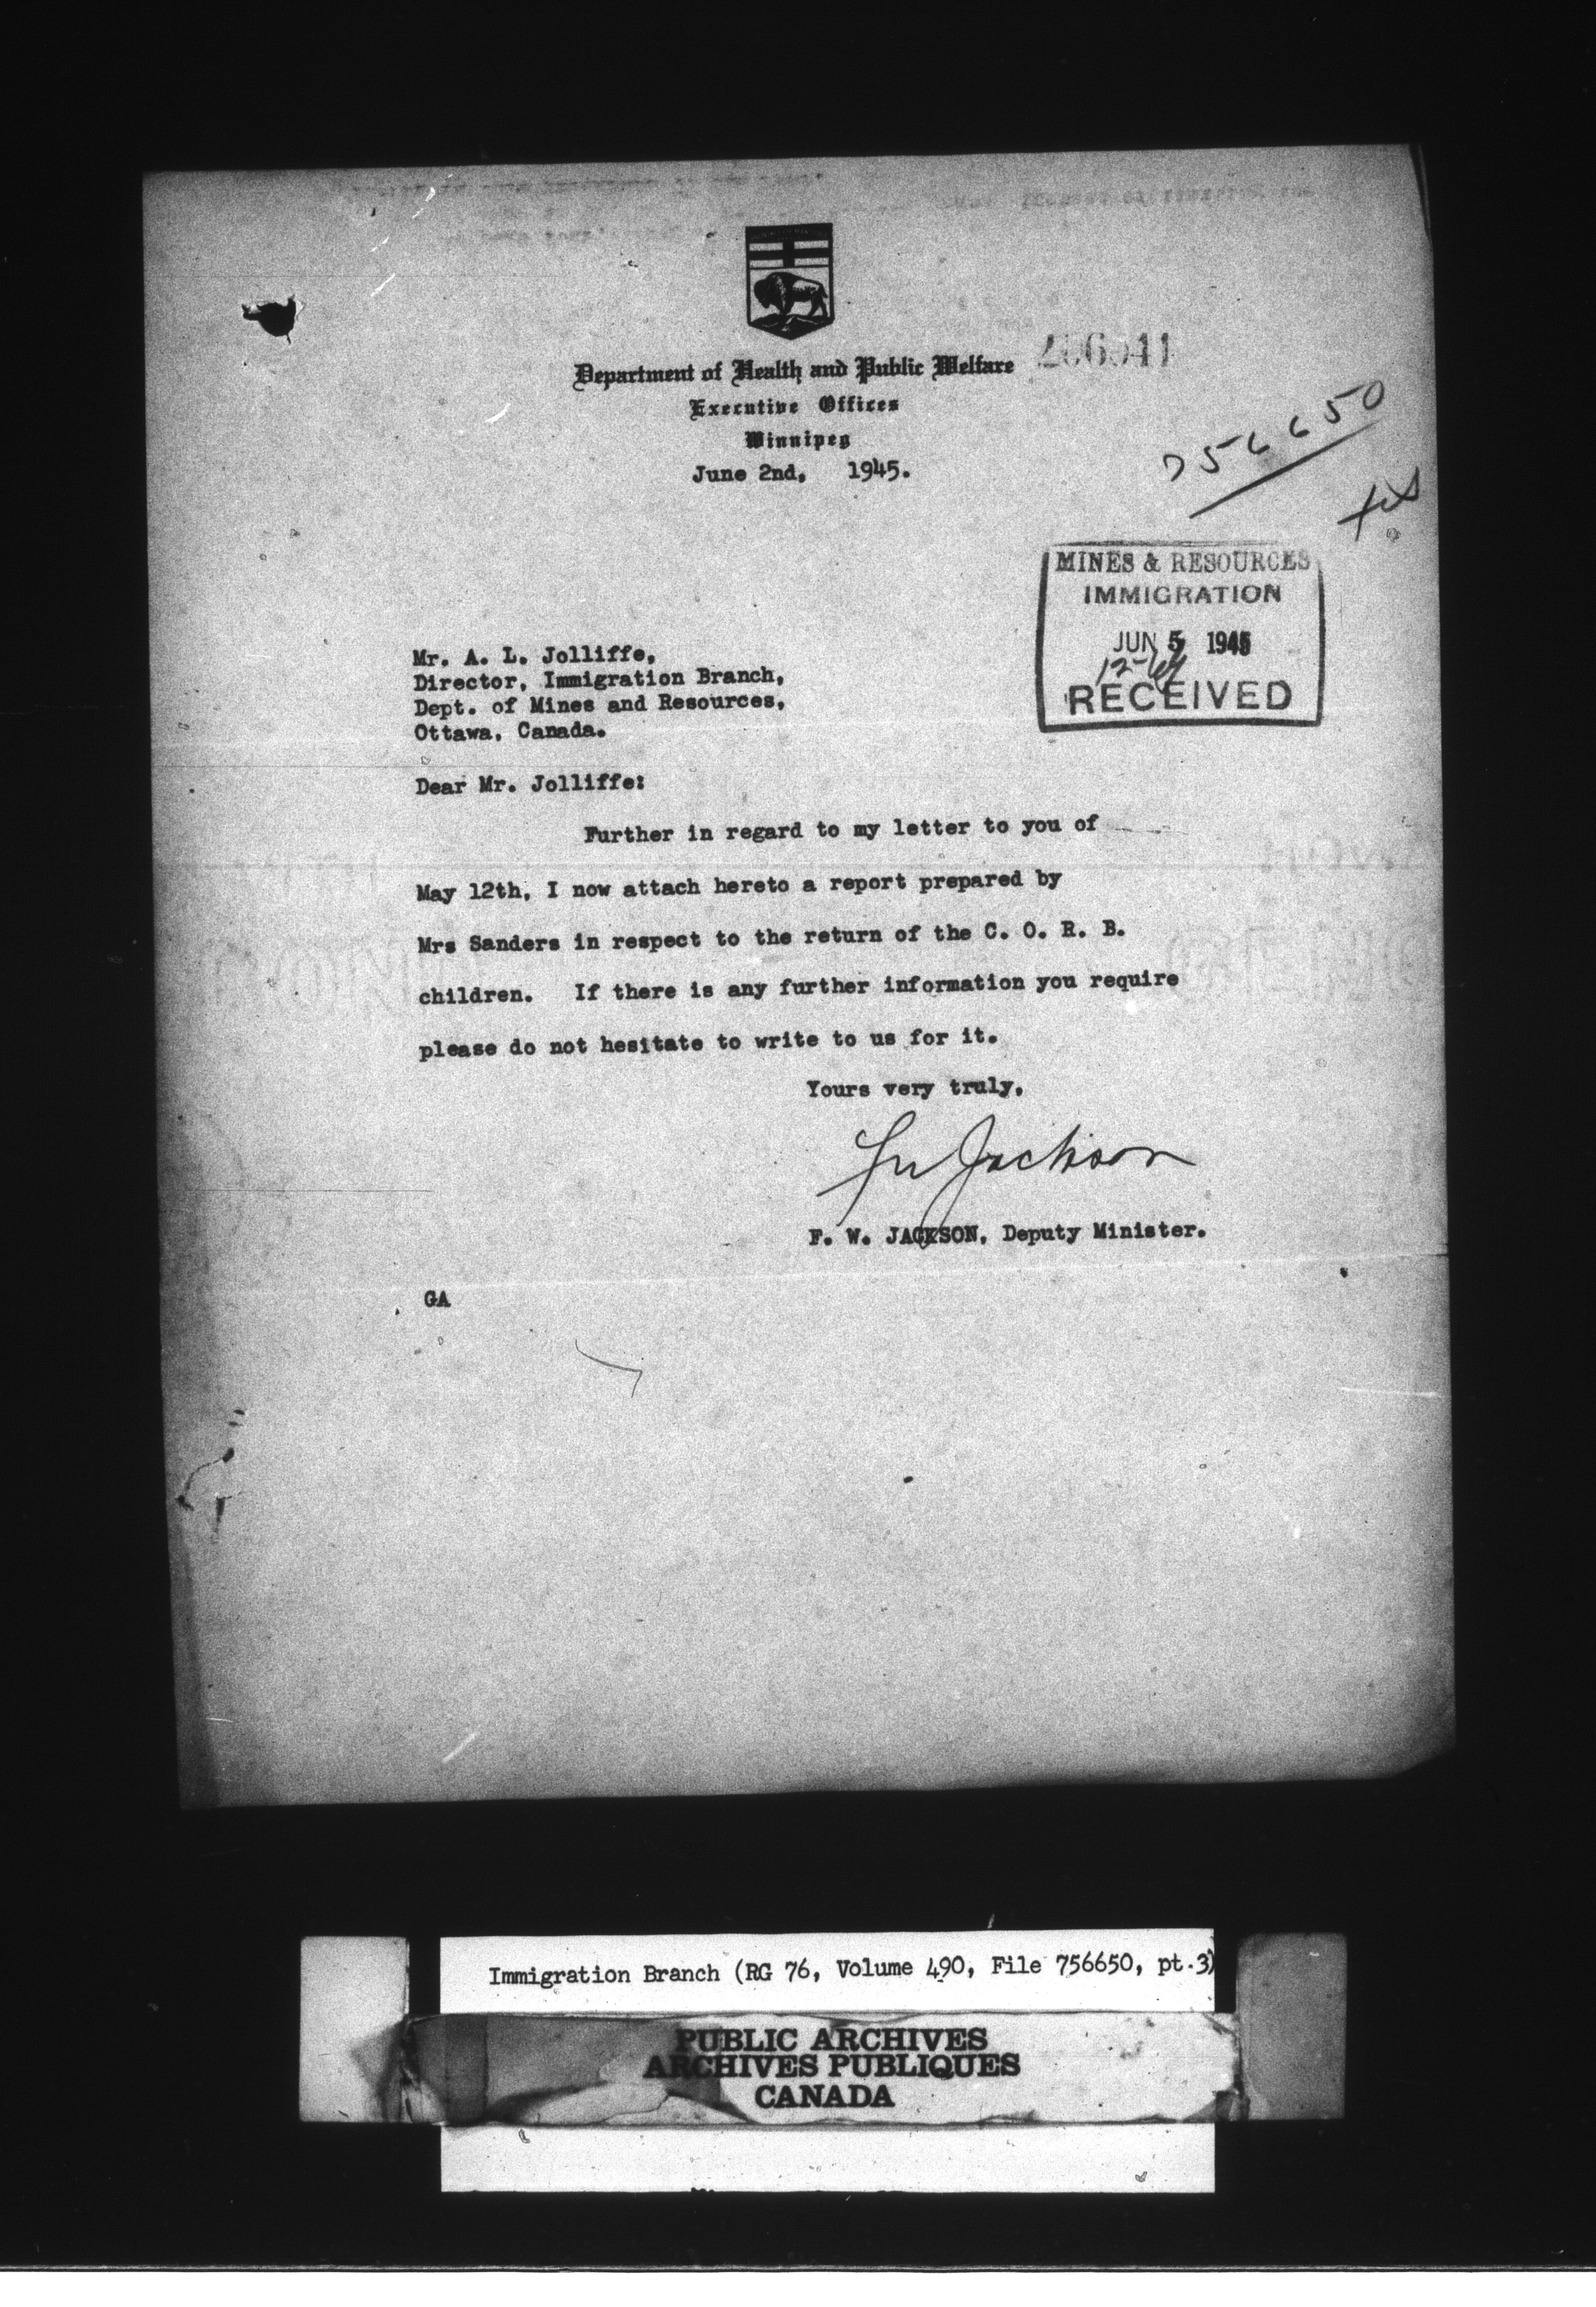 Department of Health and Public Welfare
Executive Offices
Winnipeg
June 2nd, 1945.
756650
MINES & RESOURCES
IMMIGRATION
JUN 5 1945
RECEIVED
Mr. A. L. Jolliffe,
Director, Immigration Branch,
Dept. of Mines and Resources,
Ottawa, Canada.
Dear Mr. Jolliffe:
Further in regard to my letter to you of
May 12th, I now attach hereto a report prepared by
Mrs Sanders in respect to the return of the C. O. R. B.
children. If there is any further information you require
please do not hesitate to write to us for it.
Yours very truly,
Fw Jackson
F. W. JACKSON, Deputy Minister.
GA
Immigration Branch (RG 76, Volume 490, File 756650, pt.3)
PUBLIC ARCHIVES
ARCHIVES PUBLIQUES
CANADA